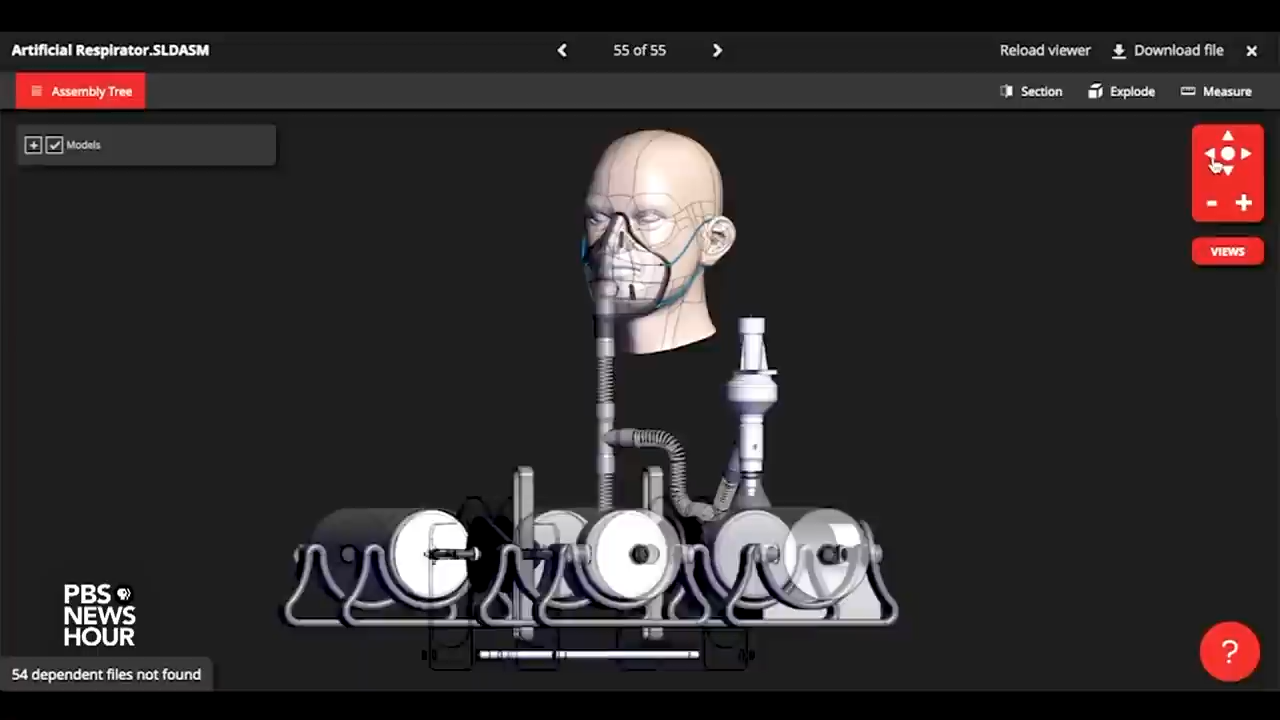 Artificial Respirator.SLDASM
55 of 55
Reload viewer
Download file
Assembly Tree
Section
Explode
Measure
Models
VIEWS
PBS
NEWS
HOUR
54 dependent files not found
?